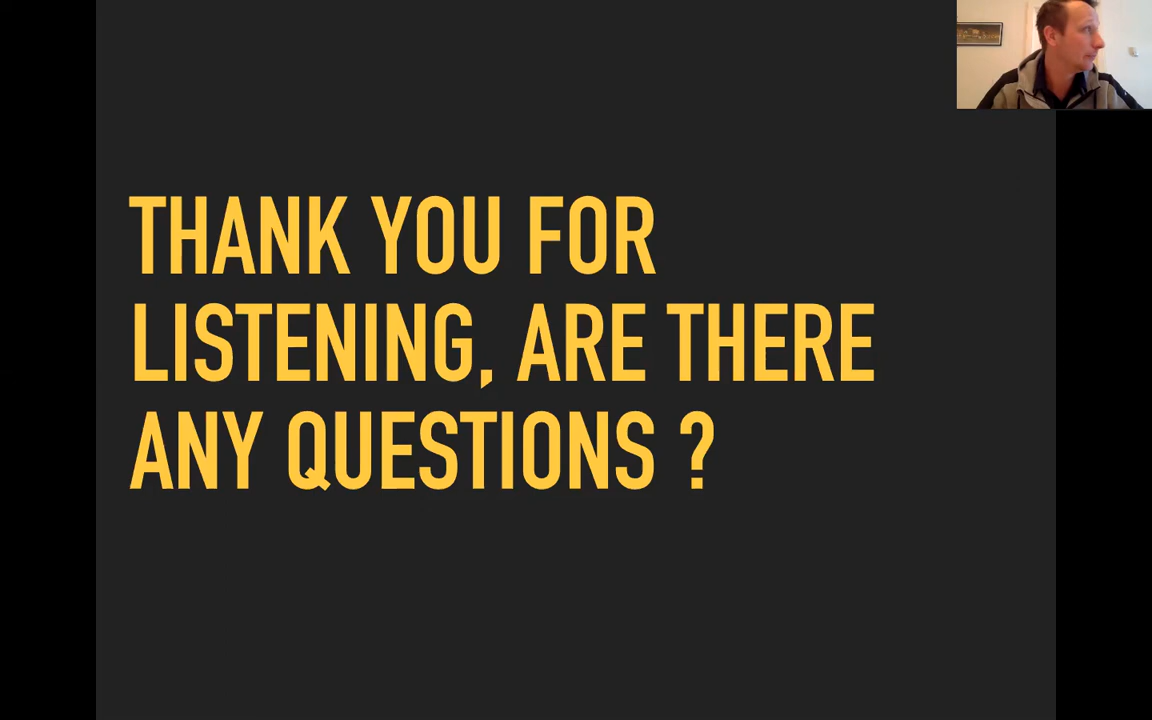 THANK YOU FOR
LISTENING, ARE THERE
ANY QUESTIONS ?